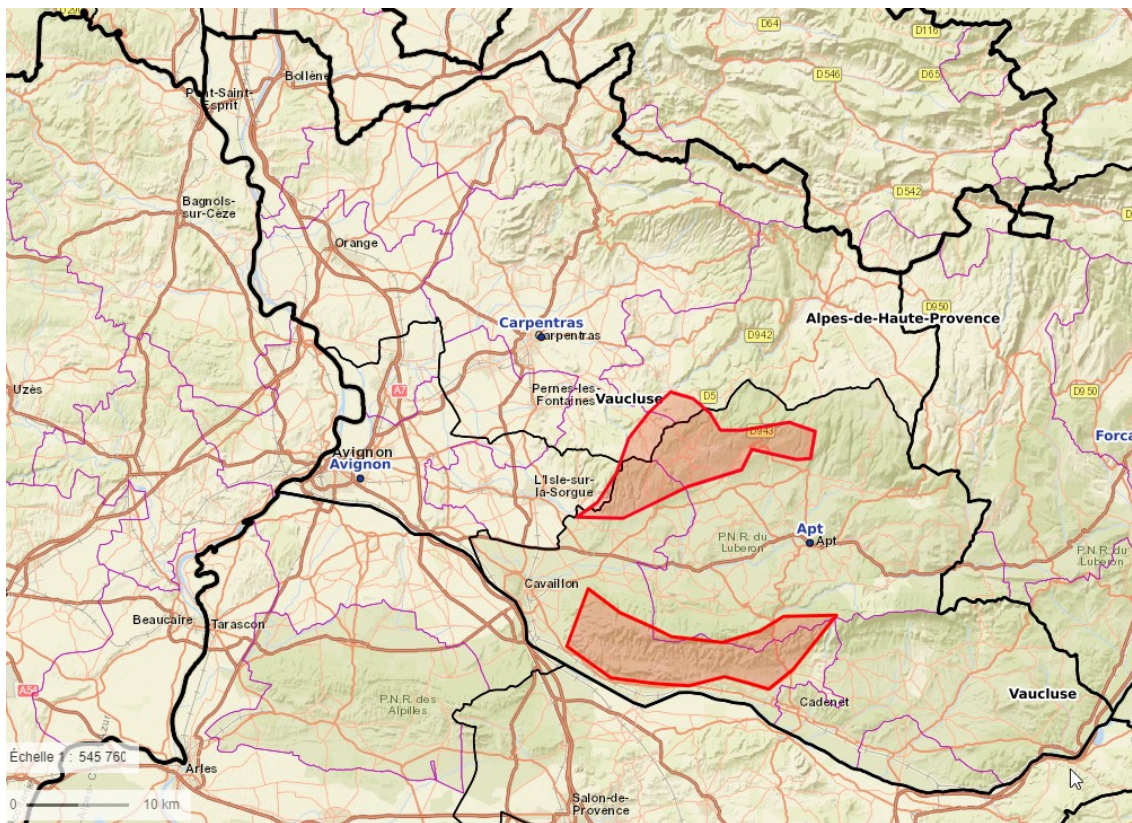 D64
D116
D546
D65
Bollène
Pont-Saint-
Esprit
D542
Bagnols-
sur-Cèze
Orange
D950
Alpes-de-Haute-Provence
Carpentras
Carpentras
D942
Uzès
A7
Pernes-les-
Fontaines
Vaucluse
D5
D950
D943
Forca
Avignon
Avignon
L'Isle-sur-
la-Sorgue
Apt
Apt
P.N.R. du
Luberon
P.N.R. du
Luberon
Cavaillon
Beaucaire
Tarascon
A54
P.N.R. des
Alpilles
Cadenet
Vaucluse
Échelle 1 : 545 760
Arles
0 10 km
Salon-de-
Provence